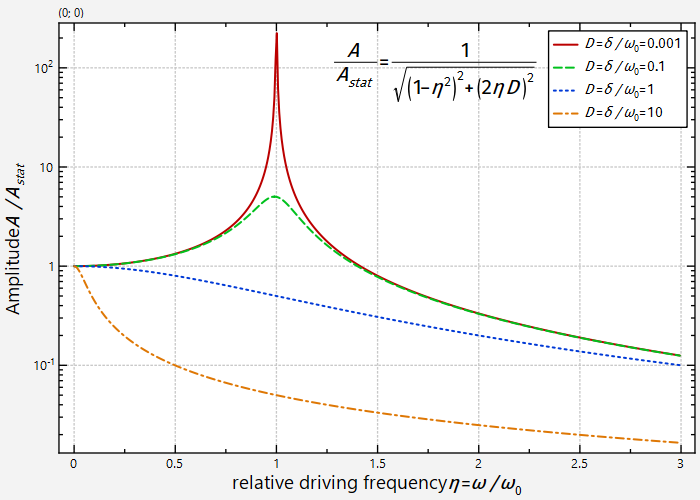 (0; 0)
10²
10
1
10⁻¹
Amplitude A / A_stat
A / A_stat = 1 / √((1−η²)² + (2η D)²)
D=δ / ω₀=0.001
D=δ / ω₀=0.1
D=δ / ω₀=1
D=δ / ω₀=10
0 0.5 1 1.5 2 2.5 3
relative driving frequency η=ω / ω₀